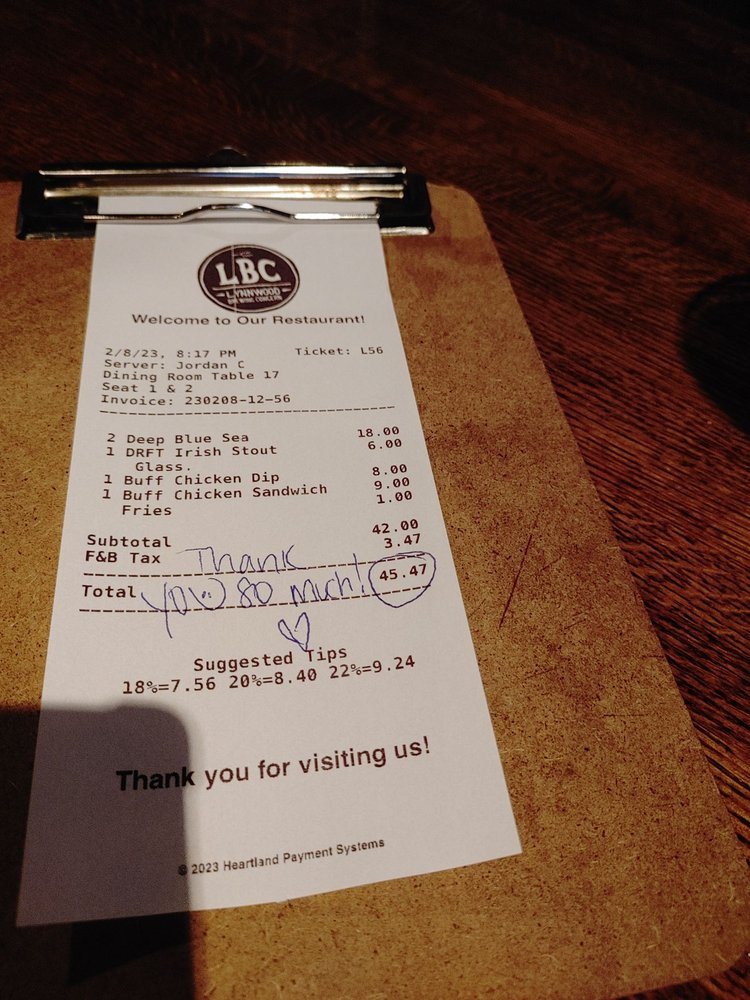 LBC
LYNNWOOD
BREWING CONCERN
Welcome to Our Restaurant!
2/8/23, 8:17 PM Ticket: L56
Server: Jordan C
Dining Room Table 17
Seat 1 & 2
Invoice: 230208-12-56
2 Deep Blue Sea 18.00
1 DRFT Irish Stout 6.00
Glass.
1 Buff Chicken Dip 8.00
1 Buff Chicken Sandwich 9.00
Fries 1.00
Subtotal 42.00
F&B Tax 3.47
Thank
Total 45.47
you so much!
Suggested Tips
18%=7.56 20%=8.40 22%=9.24
Thank you for visiting us!
© 2023 Heartland Payment Systems